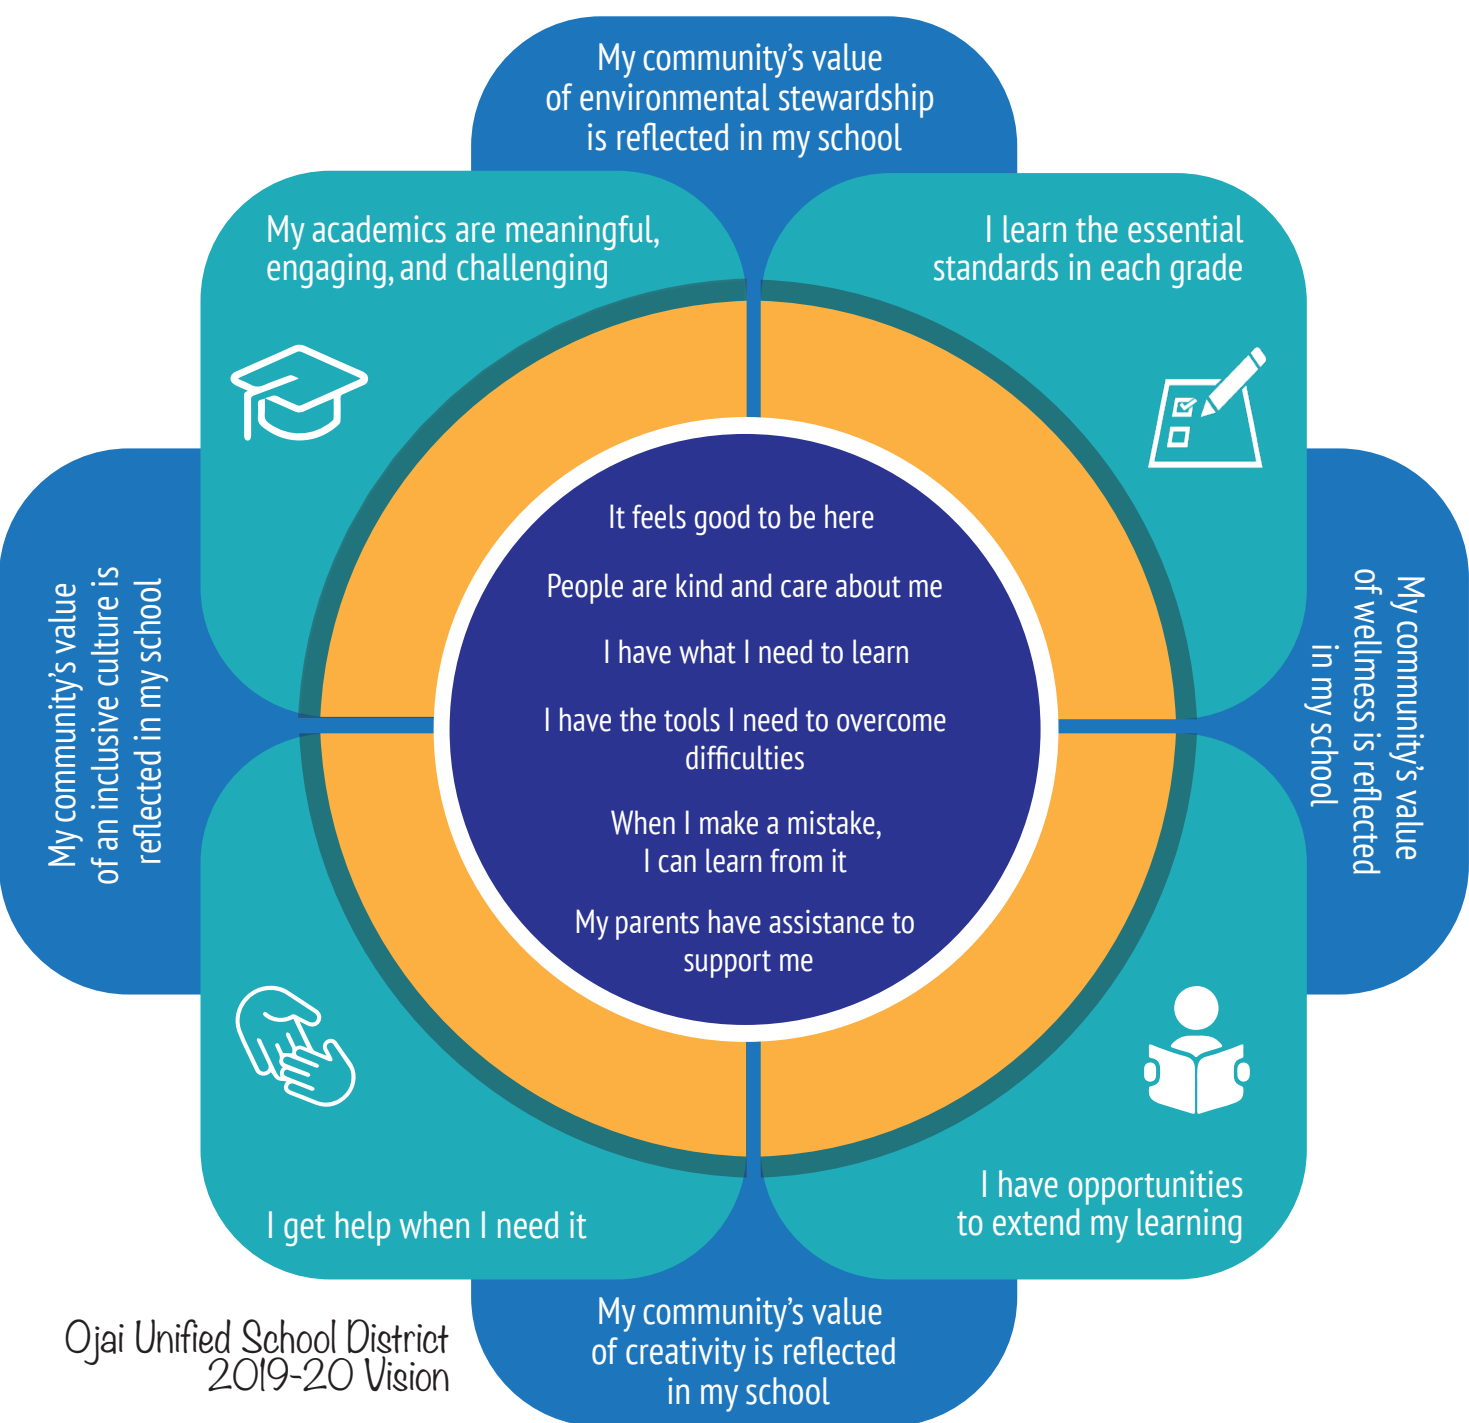 My community's value
of environmental stewardship
is reflected in my school
My academics are meaningful,
engaging, and challenging
I learn the essential
standards in each grade
My community's value
of an inclusive culture is
reflected in my school
It feels good to be here
People are kind and care about me
I have what I need to learn
I have the tools I need to overcome
difficulties
When I make a mistake,
I can learn from it
My parents have assistance to
support me
My community's value
of wellmess is reflected
in my school
I get help when I need it
I have opportunities
to extend my learning
My community's value
of creativity is reflected
in my school
Ojai Unified School District
2019-20 Vision